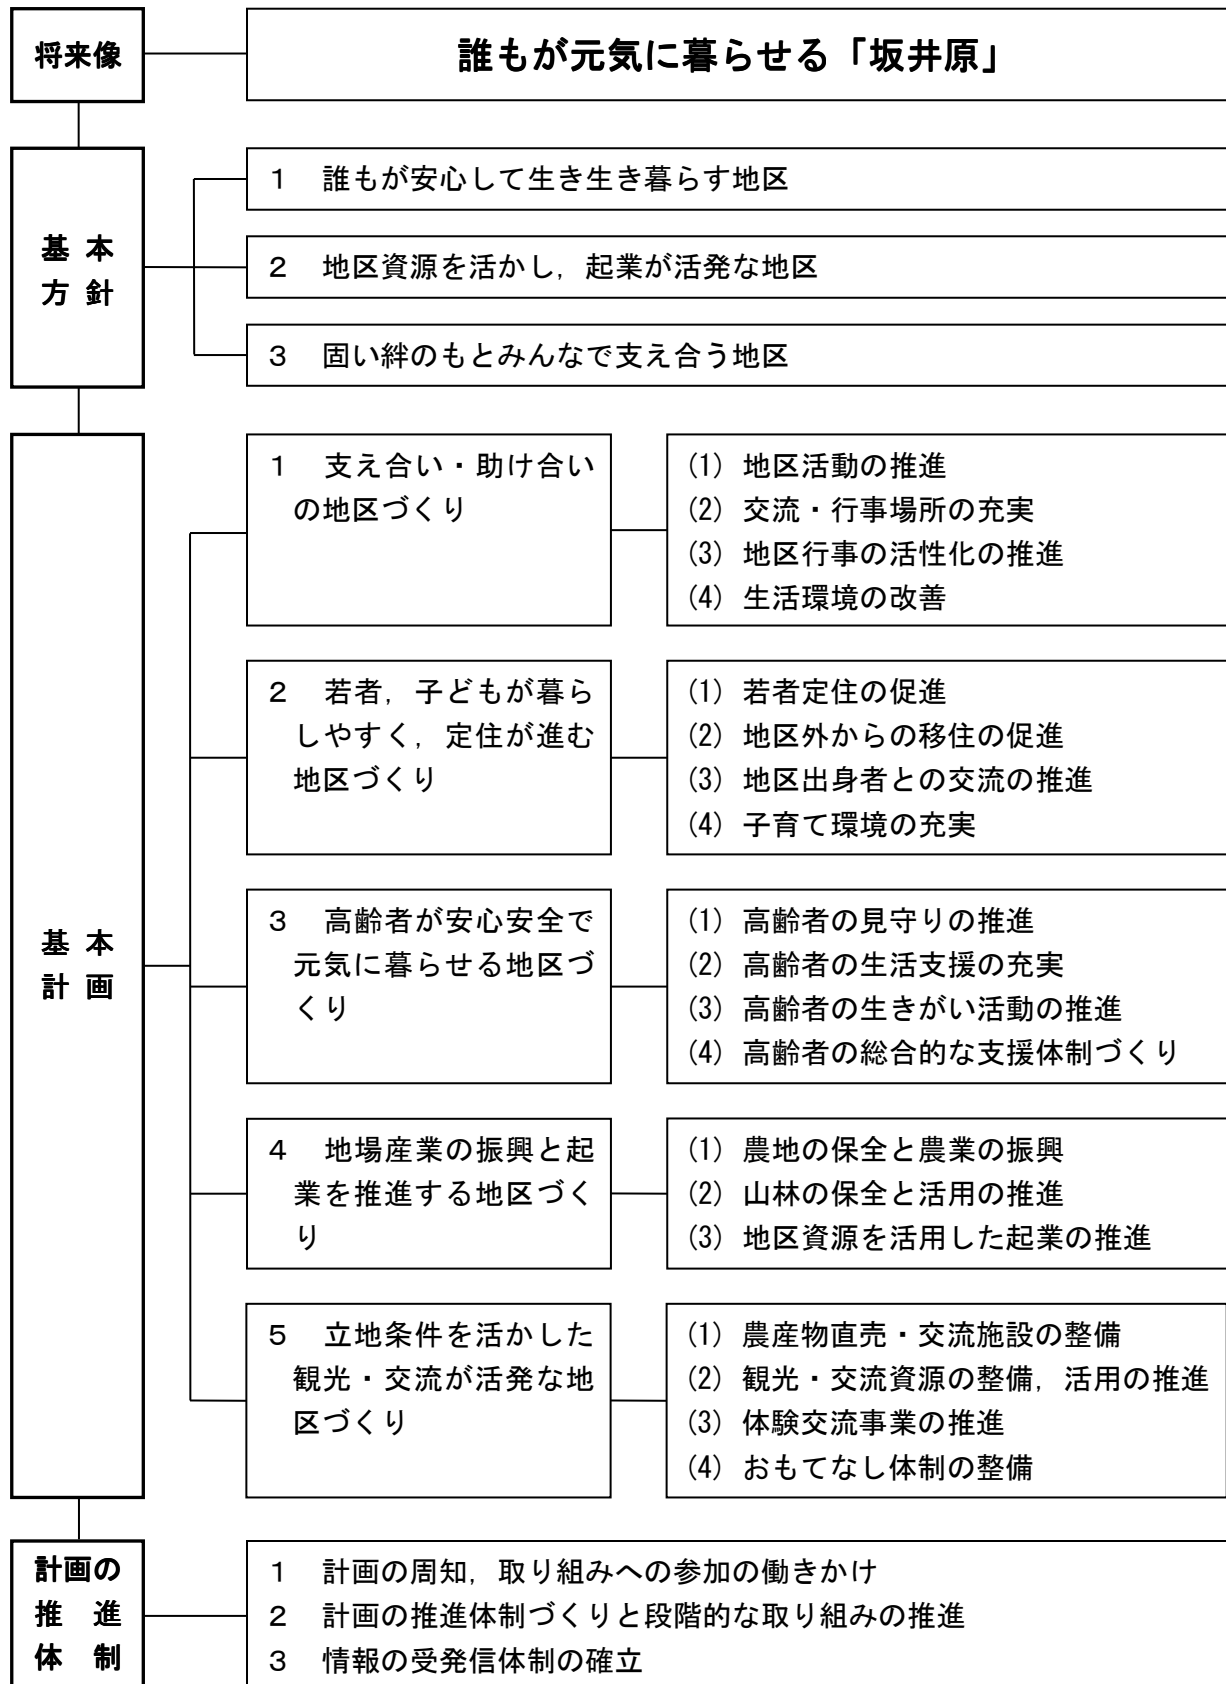 将来像
誰もが元気に暮らせる「坂井原」
基 本
方 針
１　誰もが安心して生き生き暮らす地区
２　地区資源を活かし，起業が活発な地区
３　固い絆のもとみんなで支え合う地区
基 本
計 画
１　支え合い・助け合い
の地区づくり
(1) 地区活動の推進
(2) 交流・行事場所の充実
(3) 地区行事の活性化の推進
(4) 生活環境の改善
２　若者，子どもが暮ら
しやすく，定住が進む
地区づくり
(1) 若者定住の促進
(2) 地区外からの移住の促進
(3) 地区出身者との交流の推進
(4) 子育て環境の充実
３　高齢者が安心安全で
元気に暮らせる地区づ
くり
(1) 高齢者の見守りの推進
(2) 高齢者の生活支援の充実
(3) 高齢者の生きがい活動の推進
(4) 高齢者の総合的な支援体制づくり
４　地場産業の振興と起
業を推進する地区づく
り
(1) 農地の保全と農業の振興
(2) 山林の保全と活用の推進
(3) 地区資源を活用した起業の推進
５　立地条件を活かした
観光・交流が活発な地
区づくり
(1) 農産物直売・交流施設の整備
(2) 観光・交流資源の整備，活用の推進
(3) 体験交流事業の推進
(4) おもてなし体制の整備
計画の
推　進
体　制
１　計画の周知，取り組みへの参加の働きかけ
２　計画の推進体制づくりと段階的な取り組みの推進
３　情報の受発信体制の確立